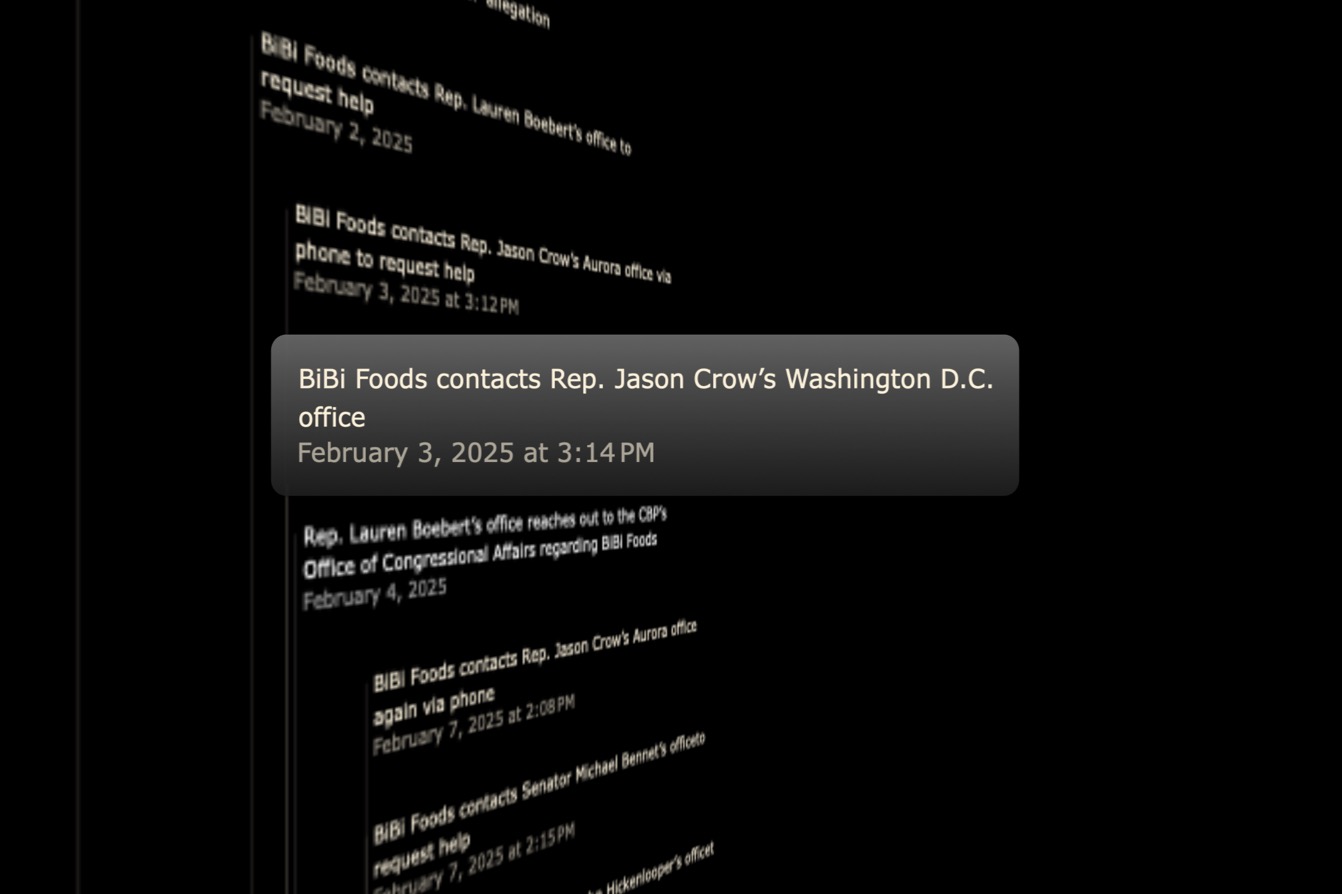 allegation
BiBi Foods contacts Rep. Lauren Boebert's office to
request help
February 2, 2025
BiBi Foods contacts Rep. Jason Crow's Aurora office via
phone to request help
February 3, 2025 at 3:12 PM
BiBi Foods contacts Rep. Jason Crow’s Washington D.C.
office
February 3, 2025 at 3:14 PM
Rep. Lauren Boebert's office reaches out to the CBP's
Office of Congressional Affairs regarding BiBi Foods
February 4, 2025
BiBi Foods contacts Rep. Jason Crow's Aurora office
again via phone
February 7, 2025 at 2:08 PM
BiBi Foods contacts Senator Michael Bennet's officeto
request help
February 7, 2025 at 2:15 PM
Hickenlooper's officet